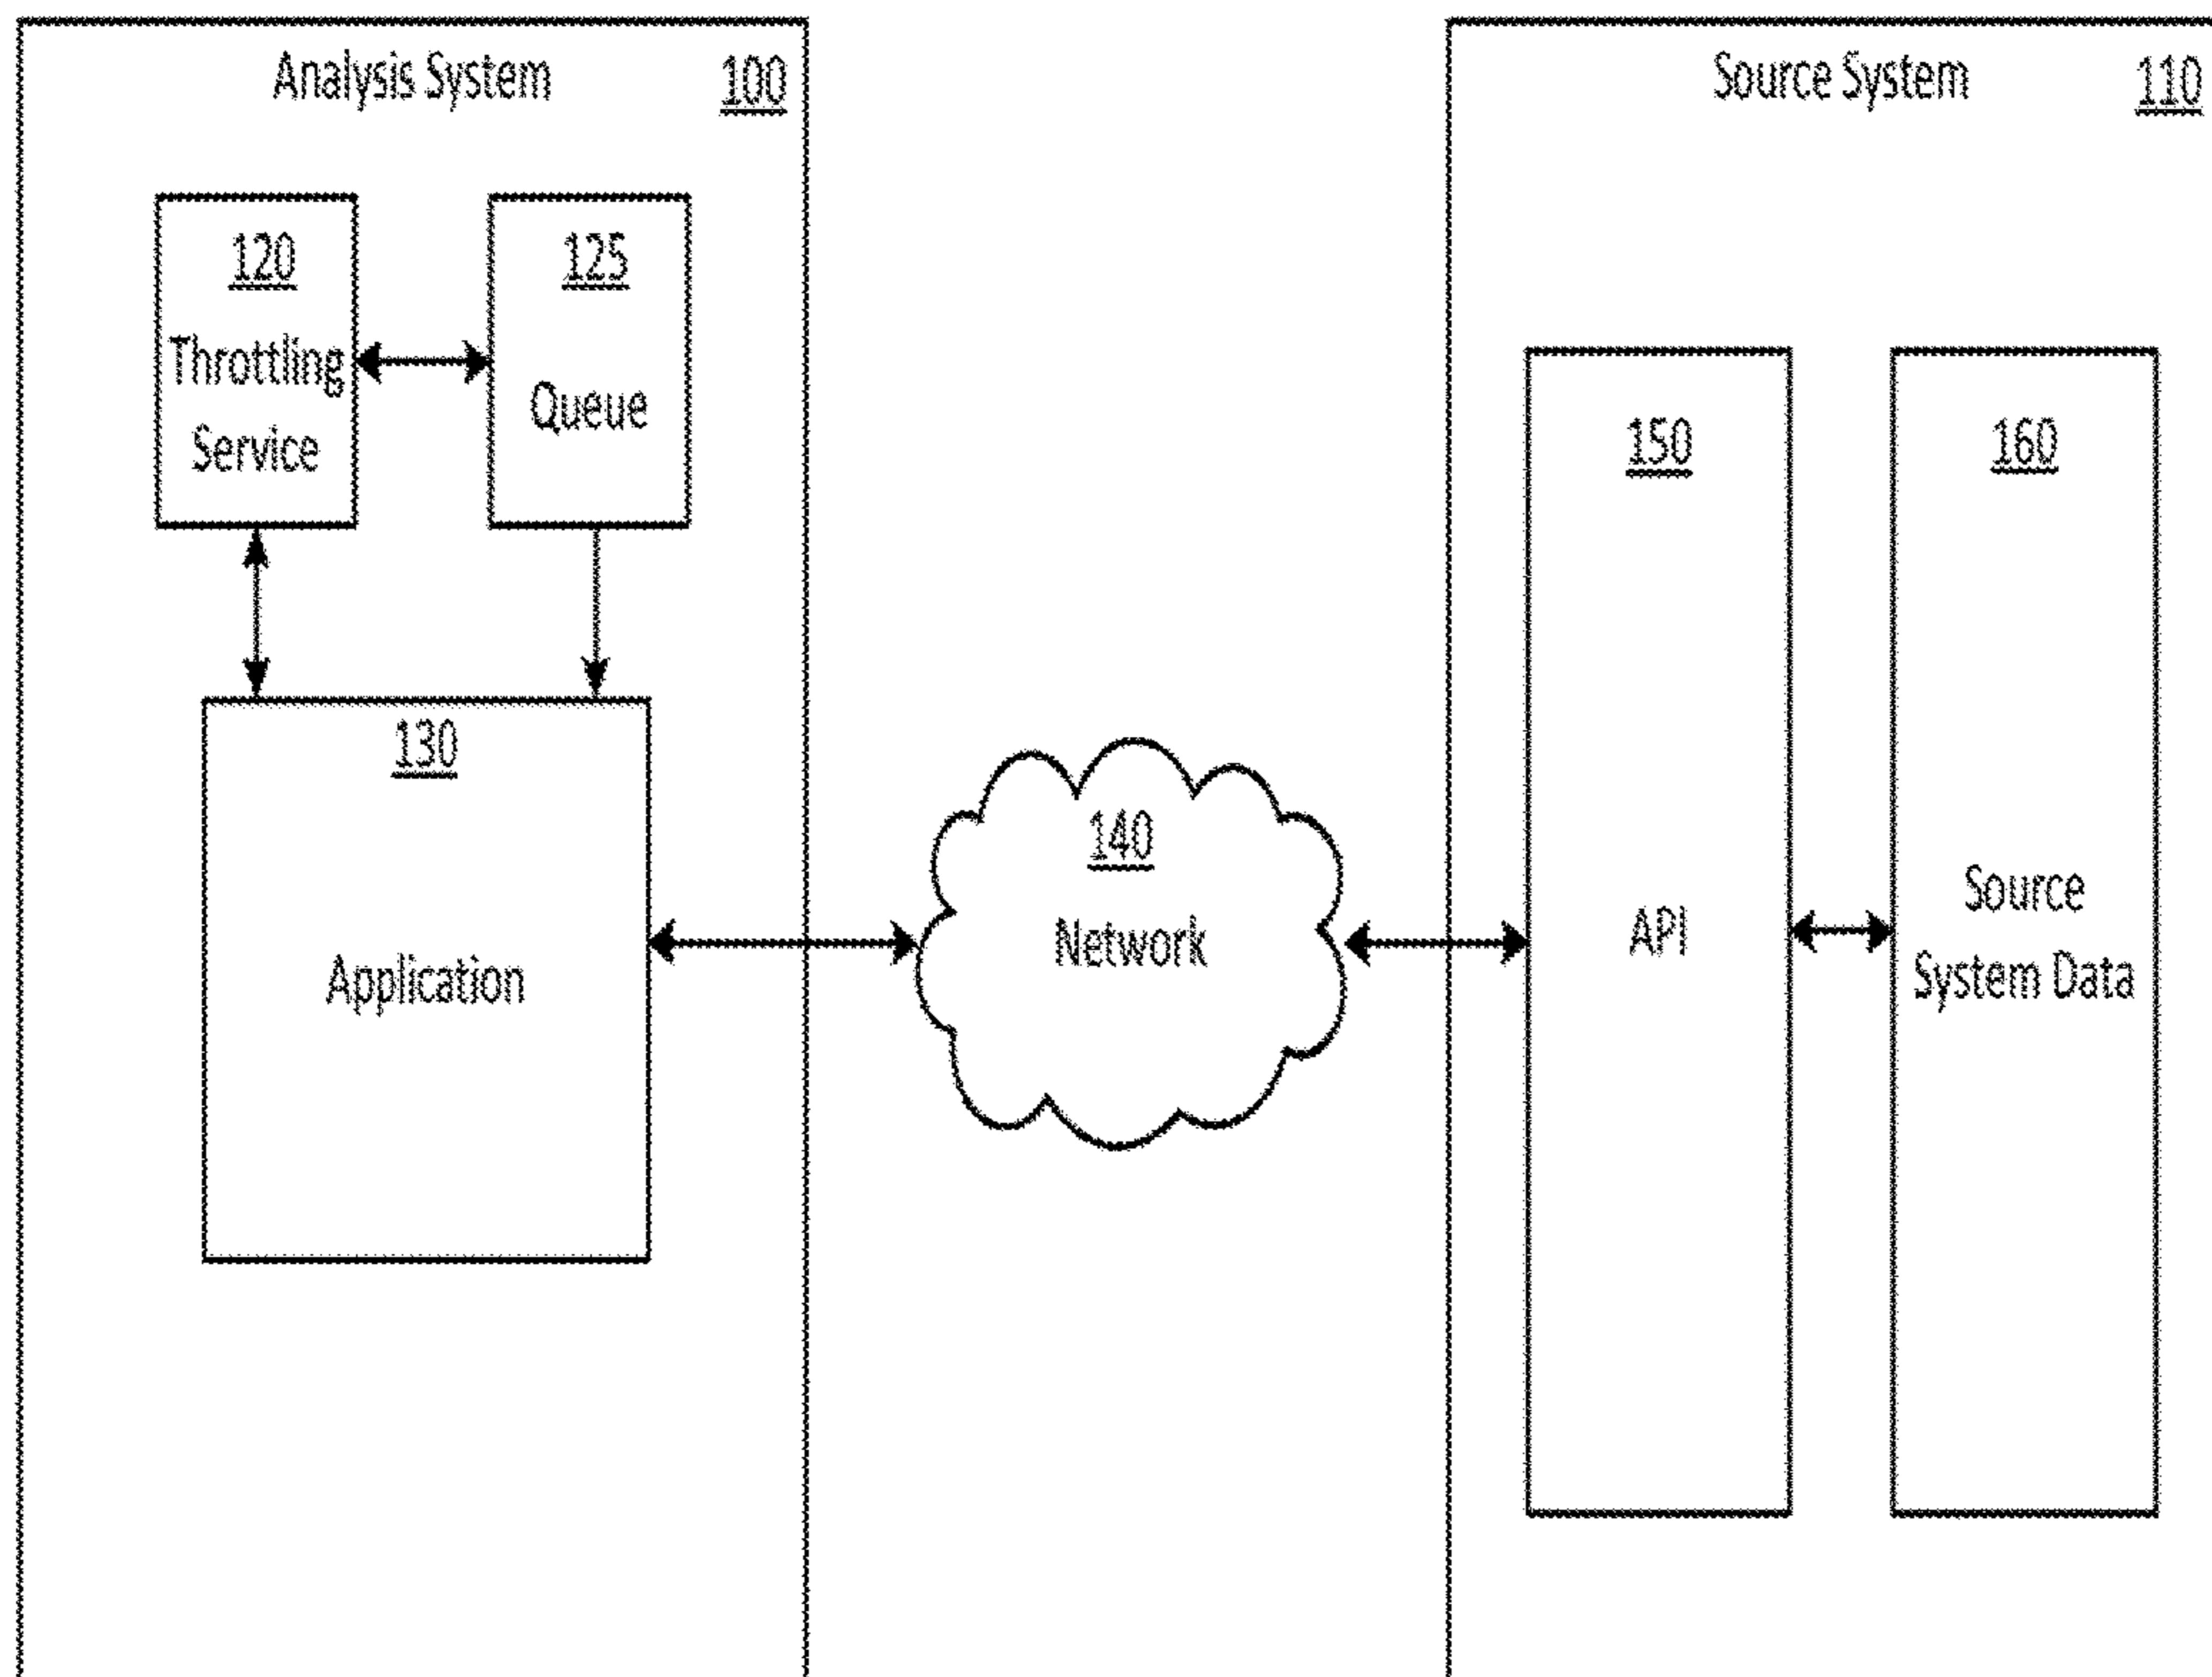 Analysis System 100
Source System 110
120
Throttling
Service
125
Queue
130
Application
140
Network
150
API
160
Source
System Data